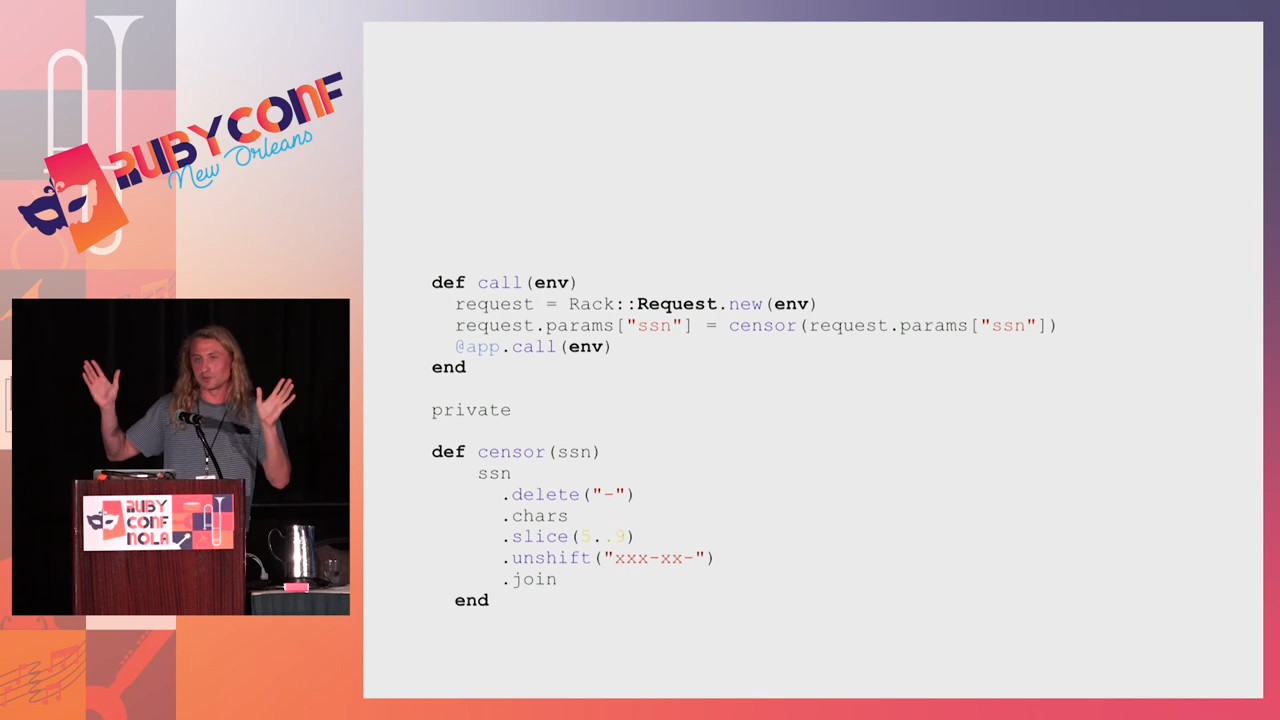 RUBYCONF
New Orleans
RUBY
CONF
NOLA
def call(env)
request = Rack::Request.new(env)
request.params["ssn"] = censor(request.params["ssn"])
@app.call(env)
end
private
def censor(ssn)
ssn
.delete("-")
.chars
.slice(5..9)
.unshift("xxx-xx-")
.join
end